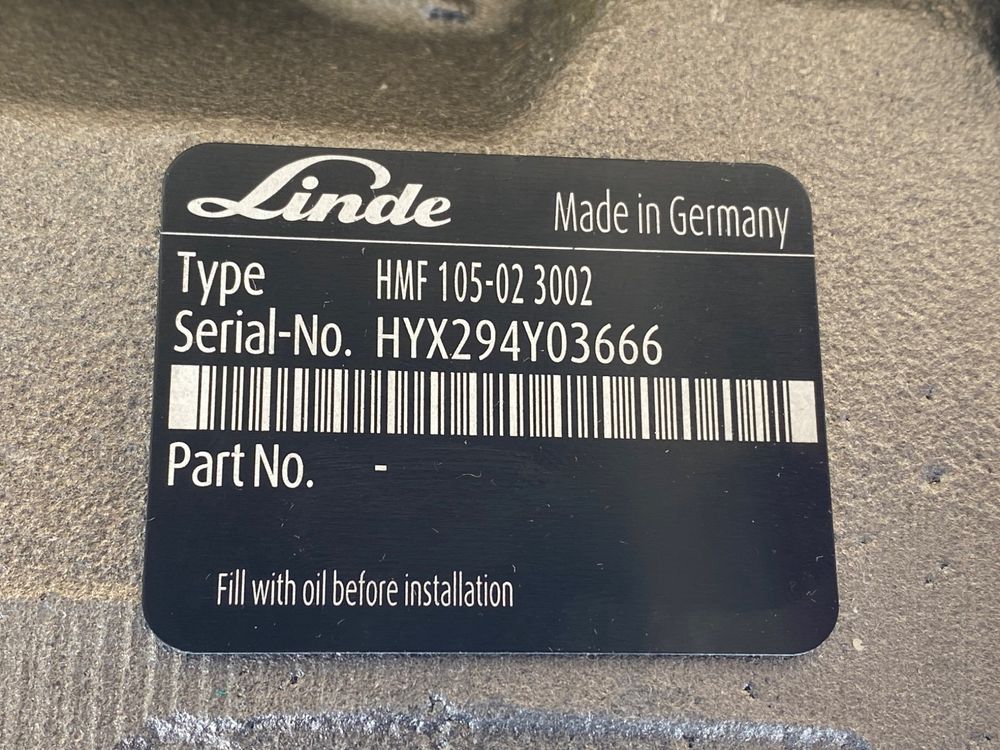 Linde Made in Germany
Type HMF 105-02 3002
Serial-No. HYX294Y03666
Part No. -
Fill with oil before installation